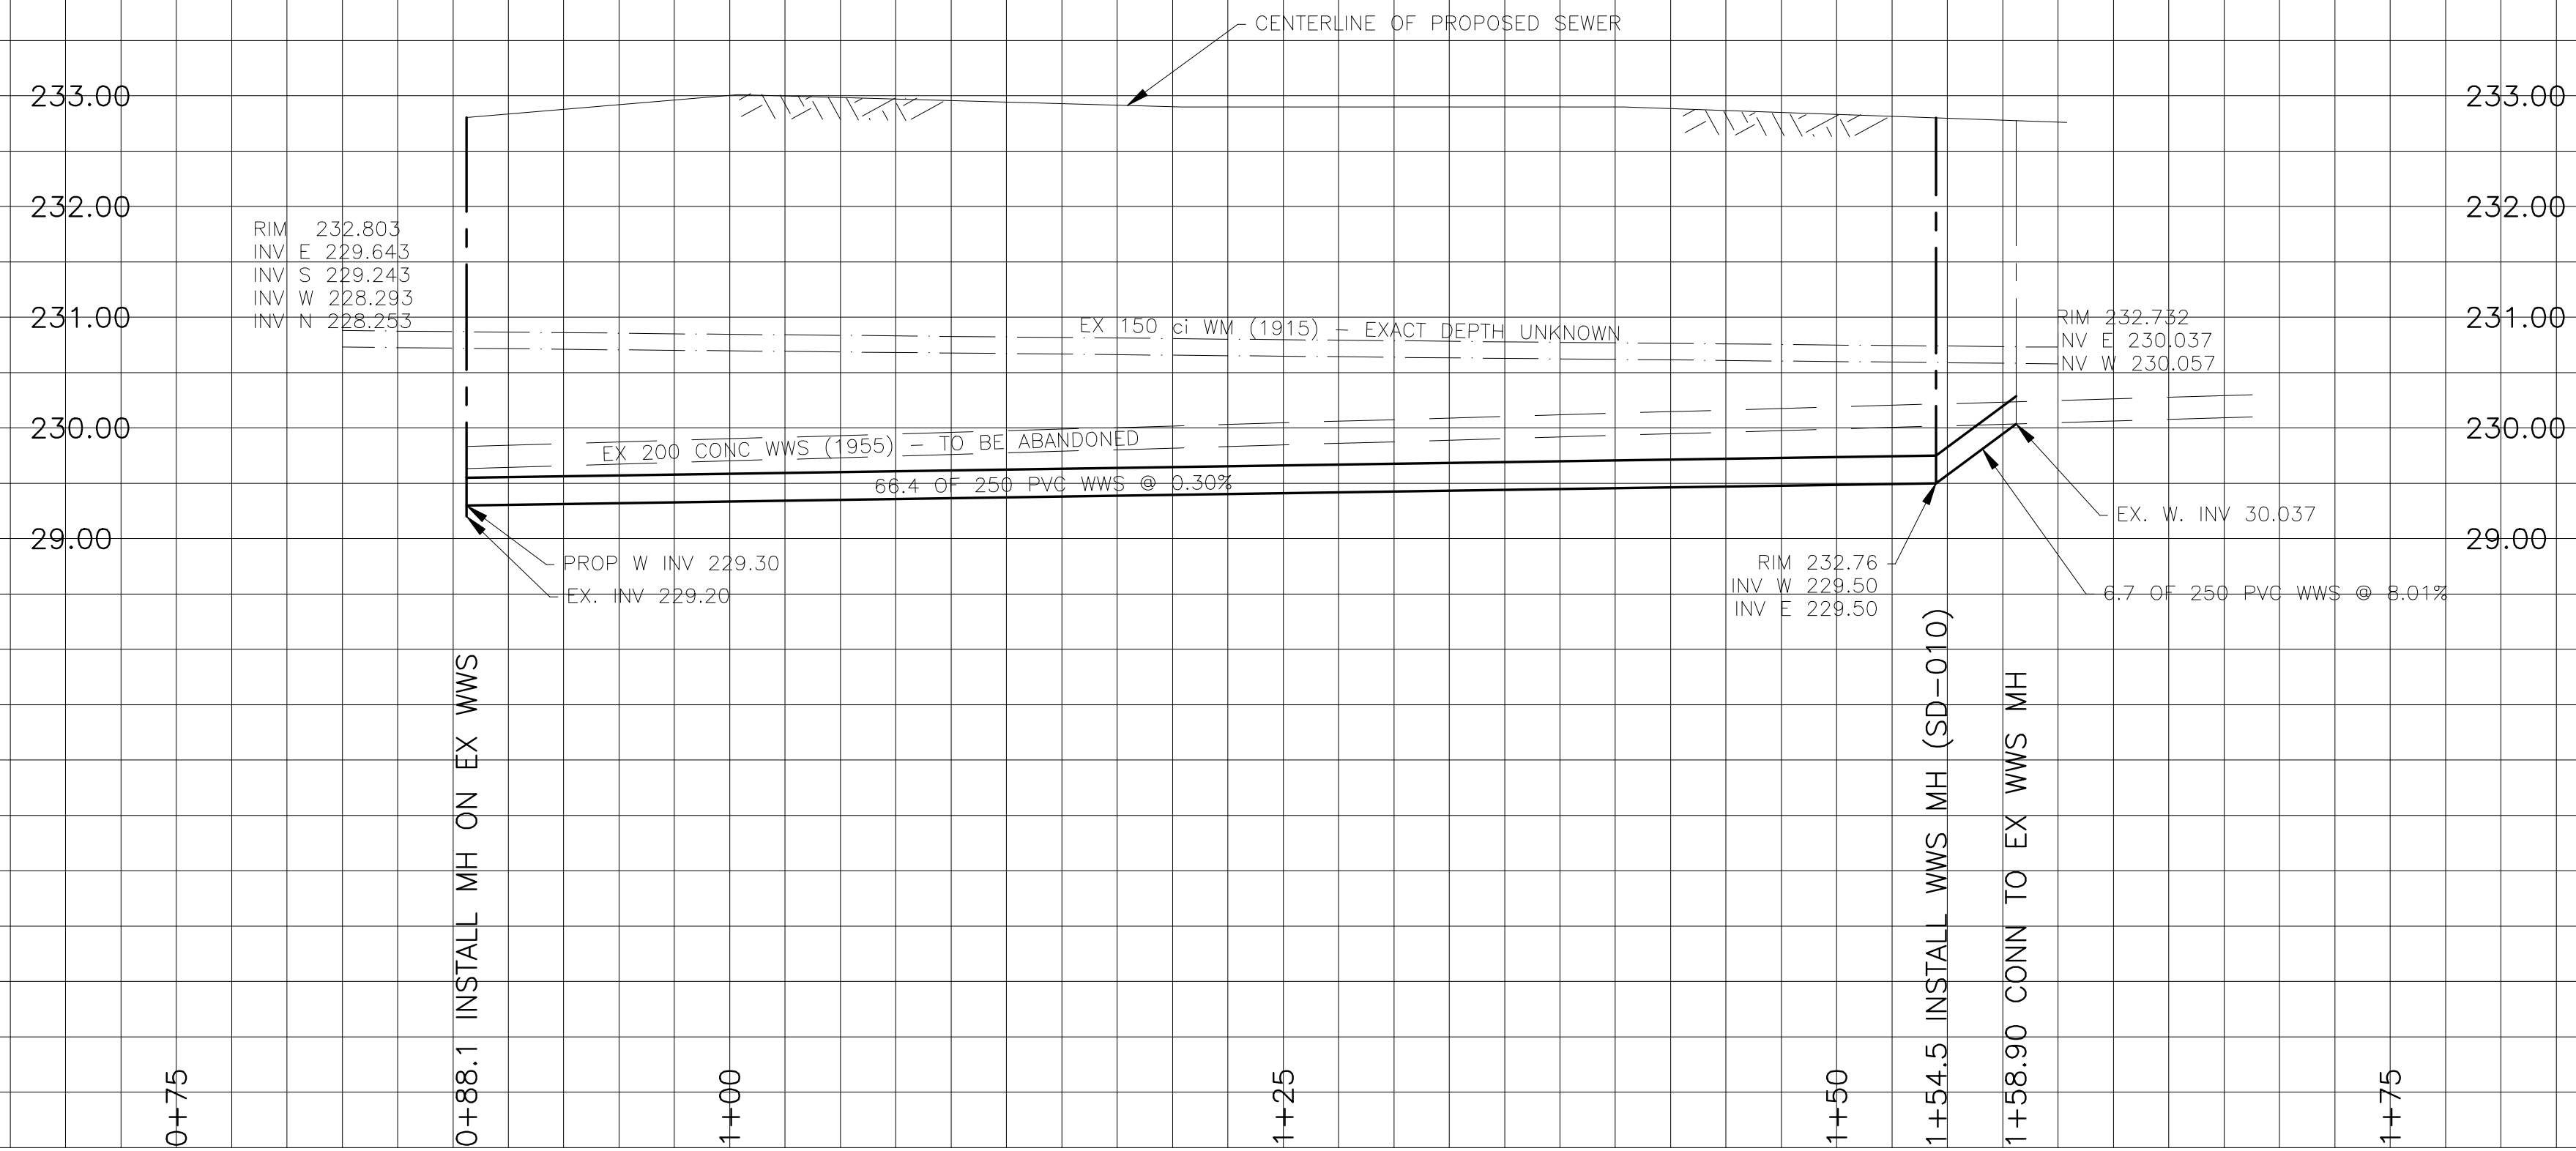 CENTERLINE OF PROPOSED SEWER
233.00
233.00
232.00
232.00
RIM 232.803
INV E 229.643
INV S 229.243
INV W 228.293
INV N 228.253
231.00
231.00
EX 150 ci WM (1915) - EXACT DEPTH UNKNOWN
RIM 232.732
NV E 230.037
NV W 230.057
230.00
230.00
EX 200 CONC WWS (1955) - TO BE ABANDONED
66.4 OF 250 PVC WWS @ 0.30%
29.00
29.00
EX. W. INV 30.037
PROP W INV 229.30
EX. INV 229.20
RIM 232.76
INV W 229.50
INV E 229.50
6.7 OF 250 PVC WWS @ 8.01%
0+75
0+88.1 INSTALL MH ON EX WWS
1+00
1+25
1+50
1+54.5 INSTALL WWS MH (SD-010)
1+58.90 CONN TO EX WWS MH
1+75